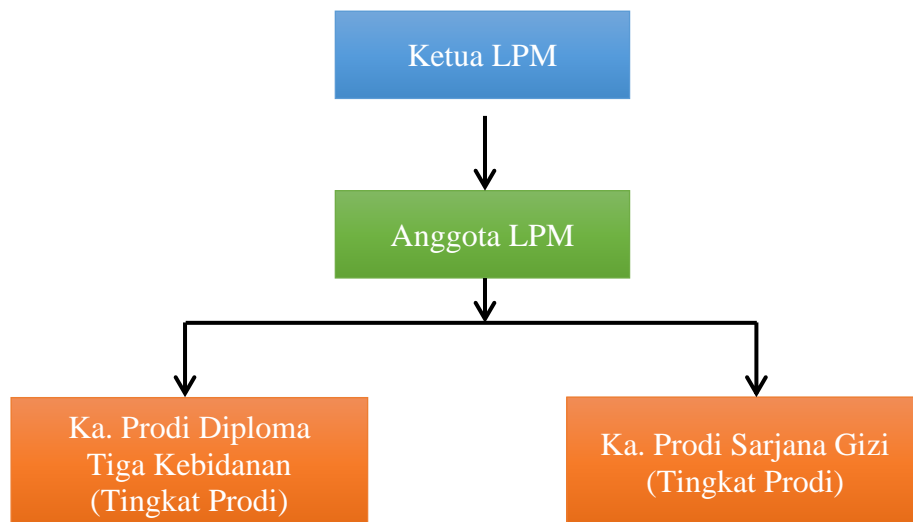 Ketua LPM
Anggota LPM
Ka. Prodi Diploma
Tiga Kebidanan
(Tingkat Prodi)
Ka. Prodi Sarjana Gizi
(Tingkat Prodi)